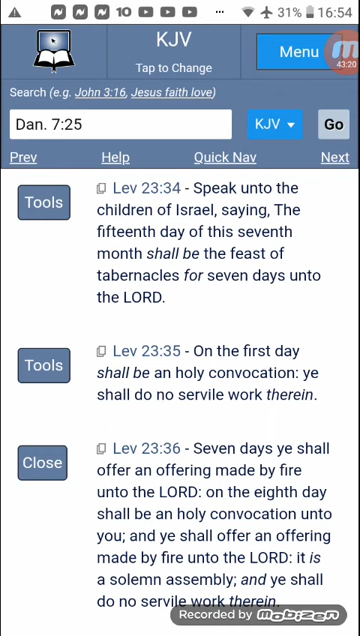 10 ... 31% 16:54
KJV
Tap to Change
Menu
43:20
Search (e.g. John 3:16, Jesus faith love)
Dan. 7:25
KJV
Go
Prev Help Quick Nav Next
Tools
Lev 23:34 - Speak unto the
children of Israel, saying, The
fifteenth day of this seventh
month shall be the feast of
tabernacles for seven days unto
the LORD.
Tools
Lev 23:35 - On the first day
shall be an holy convocation: ye
shall do no servile work therein.
Close
Lev 23:36 - Seven days ye shall
offer an offering made by fire
unto the LORD: on the eighth day
shall be an holy convocation unto
you; and ye shall offer an offering
made by fire unto the LORD: it is
a solemn assembly; and ye shall
do no servile work therein.
Recorded by mobizen